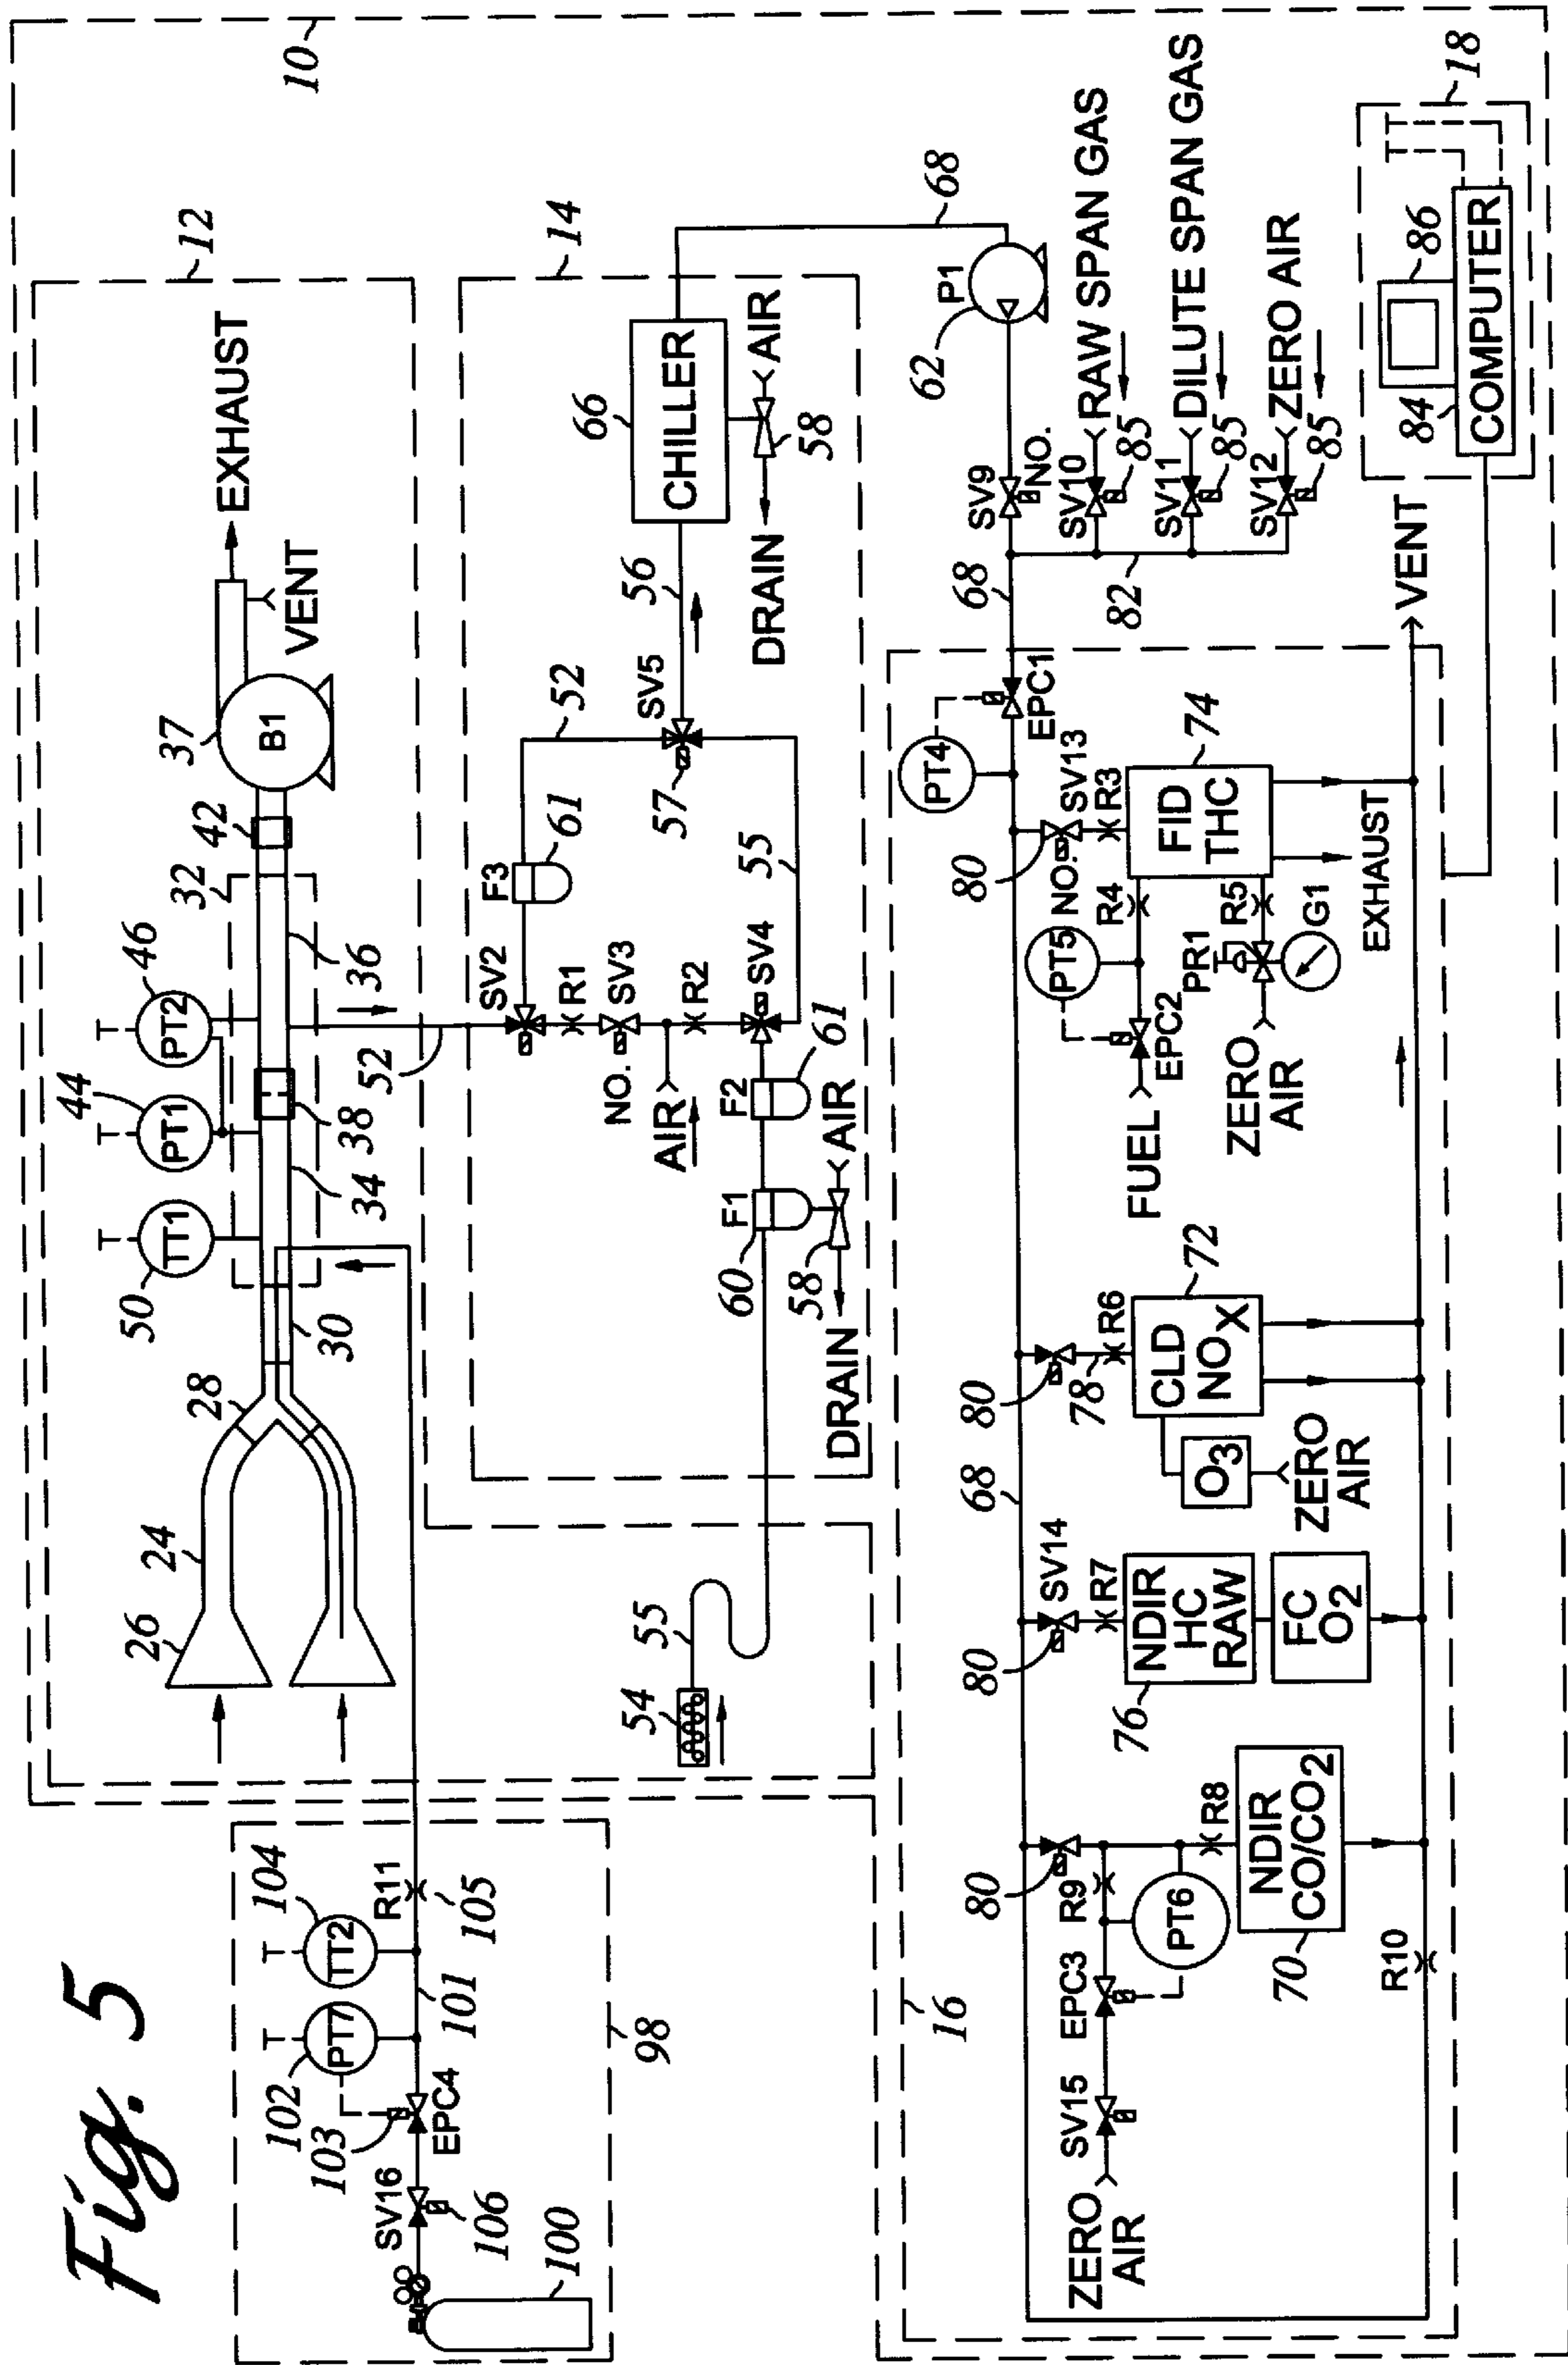 Fig. 5
10
12
EXHAUST
VENT
37
B1
42
32
46
PT2
36
44
PT1
38
34
50
TT1
30
28
24
26
52
14
66
CHILLER
AIR
58
DRAIN
56
SV5
52
57
61
F3
55
SV2
R1
SV3
NO.
R2
SV4
AIR
61
F2
AIR
F1
60
58
DRAIN
55
54
68
P1
62
RAW SPAN GAS
DILUTE SPAN GAS
ZERO AIR
85
85
85
SV9
NO.
SV10
SV11
SV12
68
82
18
86
84
COMPUTER
VENT
EPC1
PT4
SV13
80
NO.
R3
74
FID
THC
R4
PT5
EPC2
FUEL
R5
PR1
G1
ZERO
AIR
EXHAUST
72
R6
78
80
CLD
NOX
O3
ZERO
AIR
68
SV14
80
R7
NDIR
HC
RAW
76
FC
O2
80
R9
R8
PT6
NDIR
CO/CO2
70
R10
EPC3
SV15
ZERO
AIR
16
104
R11
105
TT2
101
102
PT7
103
EPC4
98
SV16
106
100